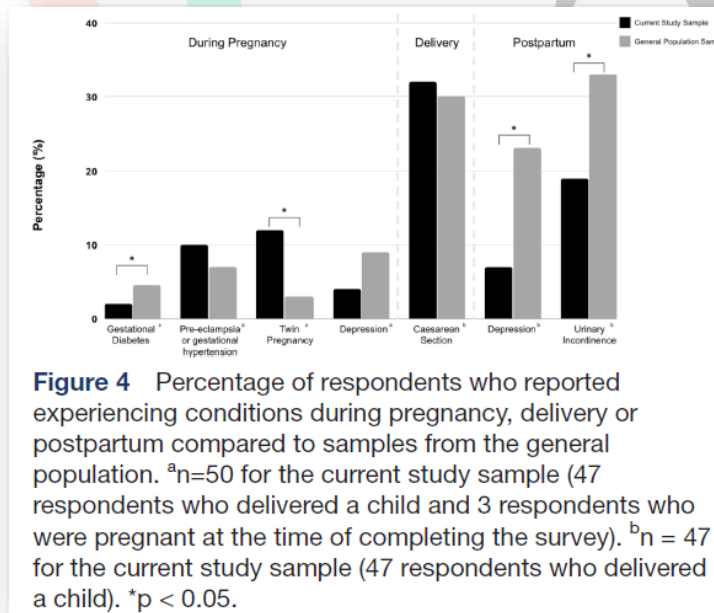 40
During Pregnancy
Delivery
Postpartum
Current Study Sample
General Population Sam
*
30
*
Percentage (%)
20
*
10
*
0
Gestational a
Diabetes
Pre-eclampsia a
or gestational
hypertension
Twin a
Pregnancy
Depression a
Caesarean b
Section
Depression b
Urinary b
Incontinence
Figure 4 Percentage of respondents who reported
experiencing conditions during pregnancy, delivery or
postpartum compared to samples from the general
population. ᵃn=50 for the current study sample (47
respondents who delivered a child and 3 respondents who
were pregnant at the time of completing the survey). ᵇn = 47
for the current study sample (47 respondents who delivered
a child). *p < 0.05.